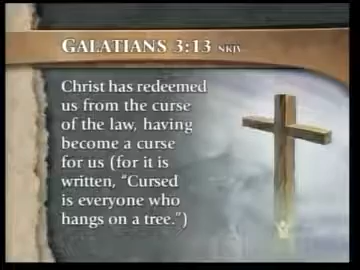 GALATIANS 3:13 NKJV
Christ has redeemed
us from the curse
of the law, having
become a curse
for us (for it is
written, "Cursed
is everyone who
hangs on a tree.")